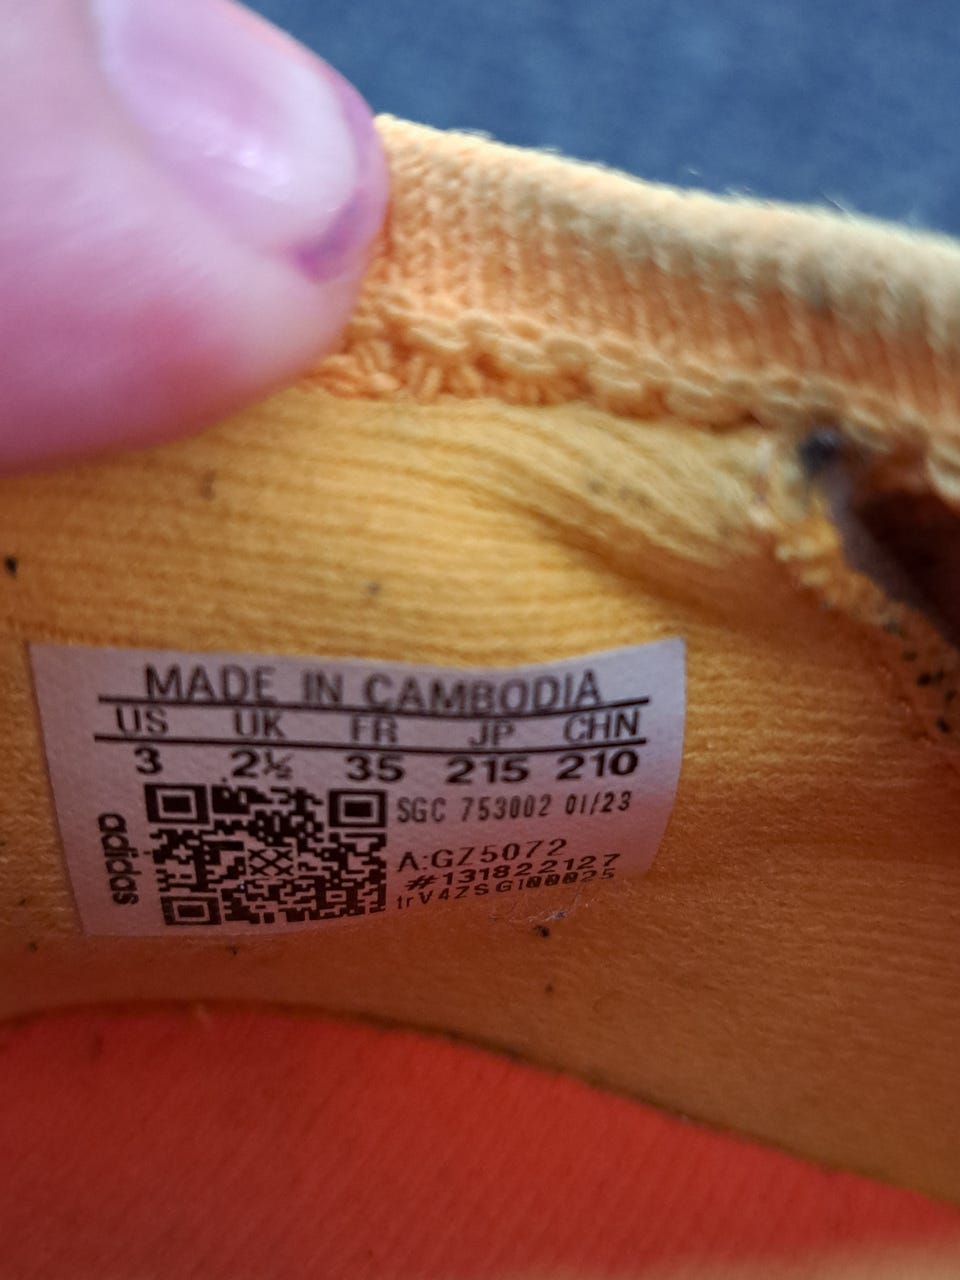 MADE IN CAMBODIA
US UK FR JP CHN
3 2½ 35 215 210
SGC 753002 01/23
A:GZ5072
#131822127
trV4ZSGI00025
adidas